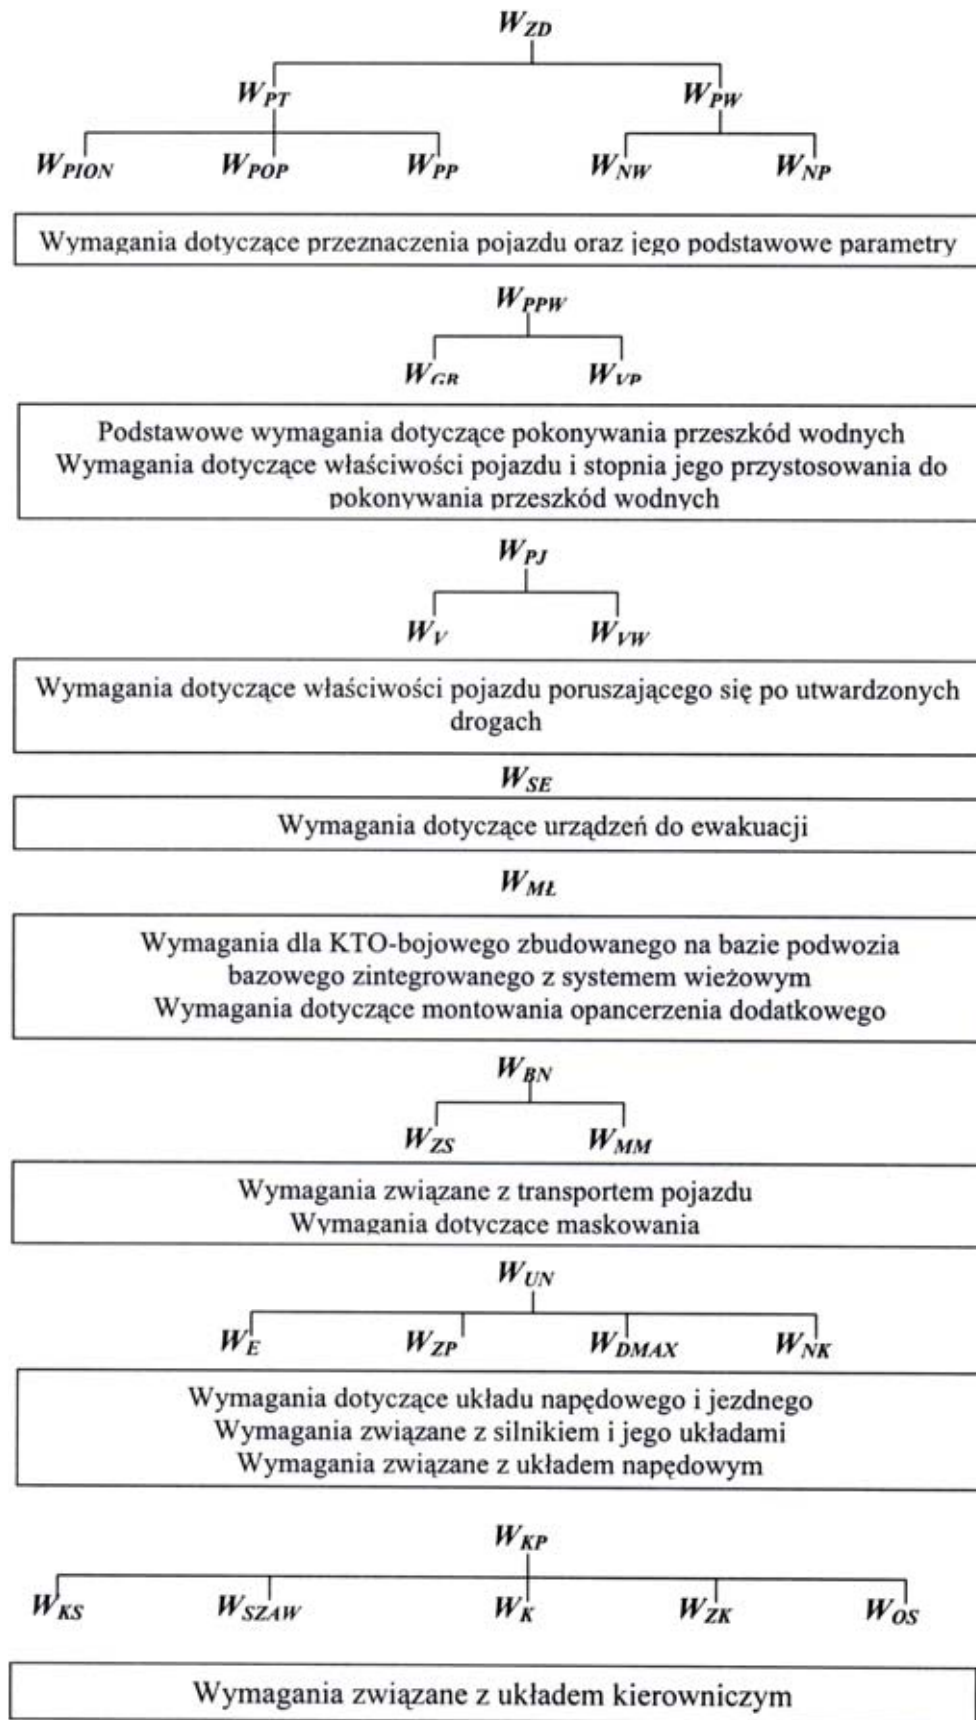 W_ZD
W_PT W_PW
W_PION W_POP W_PP W_NW W_NP
Wymagania dotyczące przeznaczenia pojazdu oraz jego podstawowe parametry
W_PPW
W_GR W_VP
Podstawowe wymagania dotyczące pokonywania przeszkód wodnych
Wymagania dotyczące właściwości pojazdu i stopnia jego przystosowania do
pokonywania przeszkód wodnych
W_PJ
W_V W_VW
Wymagania dotyczące właściwości pojazdu poruszającego się po utwardzonych
drogach
W_SE
Wymagania dotyczące urządzeń do ewakuacji
W_MŁ
Wymagania dla KTO-bojowego zbudowanego na bazie podwozia
bazowego zintegrowanego z systemem wieżowym
Wymagania dotyczące montowania opancerzenia dodatkowego
W_BN
W_ZS W_MM
Wymagania związane z transportem pojazdu
Wymagania dotyczące maskowania
W_UN
W_E W_ZP W_DMAX W_NK
Wymagania dotyczące układu napędowego i jezdnego
Wymagania związane z silnikiem i jego układami
Wymagania związane z układem napędowym
W_KP
W_KS W_SZAW W_K W_ZK W_OS
Wymagania związane z układem kierowniczym